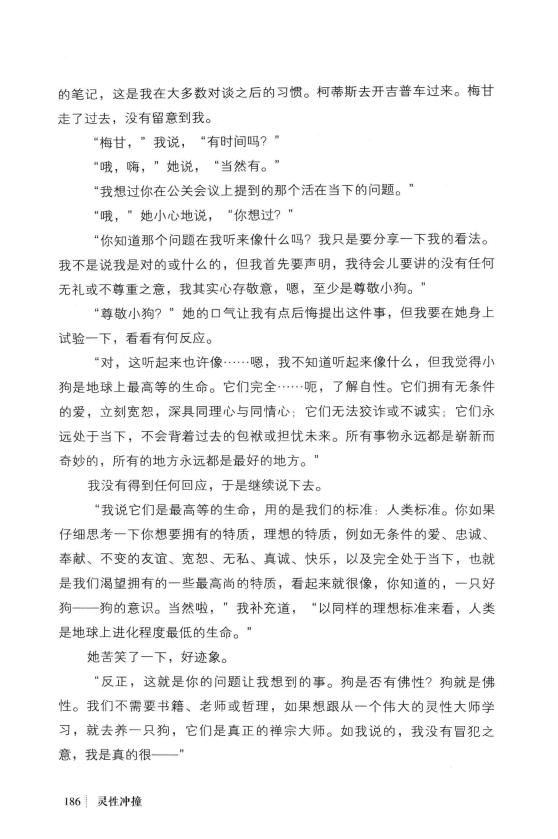 的笔记，这是我在大多数对谈之后的习惯。柯蒂斯去开吉普车过来。梅甘
走了过去，没有留意到我。
“梅甘，”我说，“有时间吗？”
“哦，嗨，”她说，“当然有。”
“我想过你在公关会议上提到的那个活在当下的问题。”
“哦，”她小心地说，“你想过？”
“你知道那个问题在我听来像什么吗？我只是要分享一下我的看法。
我不是说我是对的或什么的，但我首先要声明，我待会儿要讲的没有任何
无礼或不尊重之意，我其实心存敬意，嗯，至少是尊敬小狗。”
“尊敬小狗？”她的口气让我有点后悔提出这件事，但我要在她身上
试验一下，看看有何反应。
“对，这听起来也许像……嗯，我不知道听起来像什么，但我觉得小
狗是地球上最高等的生命。它们完全……呃，了解自性。它们拥有无条件
的爱，立刻宽恕，深具同理心与同情心；它们无法狡诈或不诚实；它们永
远处于当下，不会背着过去的包袱或担忧未来。所有事物永远都是崭新而
奇妙的，所有的地方永远都是最好的地方。”
我没有得到任何回应，于是继续说下去。
“我说它们是最高等的生命，用的是我们的标准：人类标准。你如果
仔细思考一下你想要拥有的特质，理想的特质，例如无条件的爱、忠诚、
奉献、不变的友谊、宽恕、无私、真诚、快乐，以及完全处于当下，也就
是我们渴望拥有的一些最高尚的特质，看起来就很像，你知道的，一只好
狗——狗的意识。当然啦，”我补充道，“以同样的理想标准来看，人类
是地球上进化程度最低的生命。”
她苦笑了一下，好迹象。
“反正，这就是你的问题让我想到的事。狗是否有佛性？狗就是佛
性。我们不需要书籍、老师或哲理，如果想跟从一个伟大的灵性大师学
习，就去养一只狗，它们是真正的禅宗大师。如我说的，我没有冒犯之
意，我是真的很——”
186 灵性冲撞